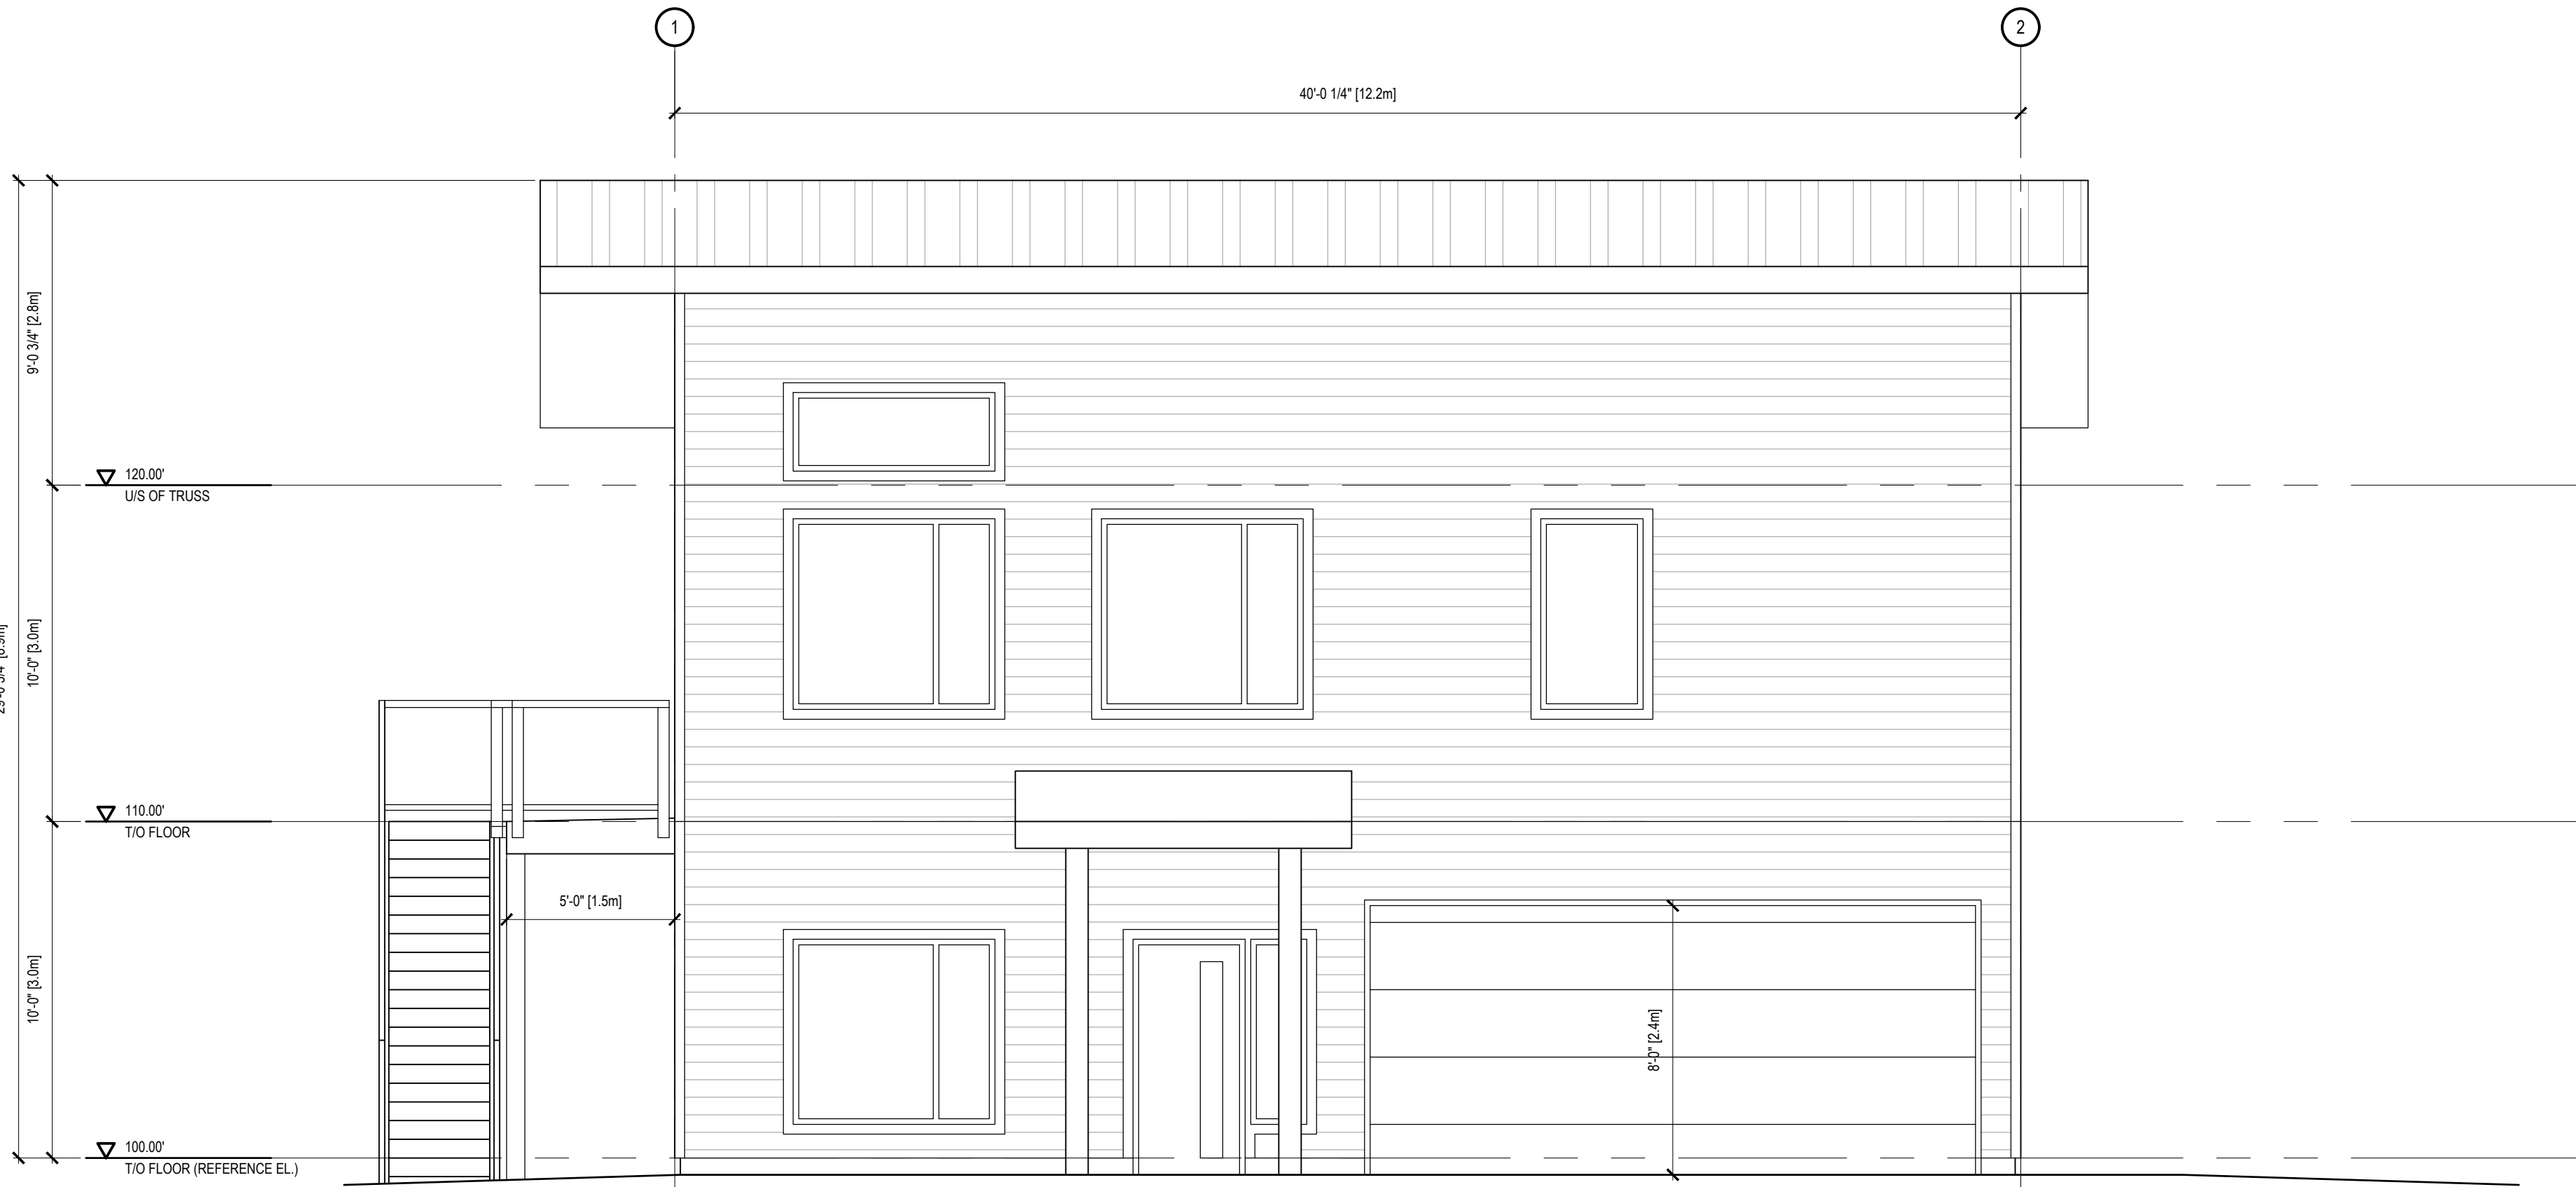 1
2
40'-0 1/4" [12.2m]
9'-0 3/4" [2.8m]
120.00'
U/S OF TRUSS
10'-0" [3.0m]
110.00'
T/O FLOOR
5'-0" [1.5m]
10'-0" [3.0m]
8'-0" [2.4m]
100.00'
T/O FLOOR (REFERENCE EL.)